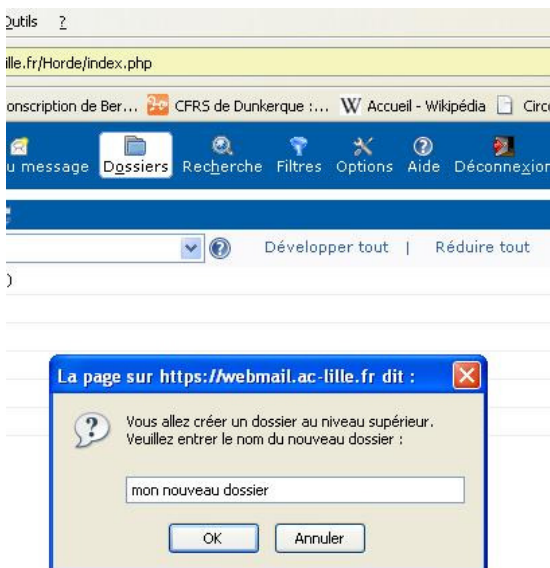 Outils ?
ille.fr/Horde/index.php
onscription de Ber... CFRS de Dunkerque :... W Accueil - Wikipédia Circo
u message Dossiers Recherche Filtres Options Aide Déconnexion
Développer tout | Réduire tout
)
La page sur https://webmail.ac-lille.fr dit :
Vous allez créer un dossier au niveau supérieur.
Veuillez entrer le nom du nouveau dossier :
mon nouveau dossier
OK Annuler